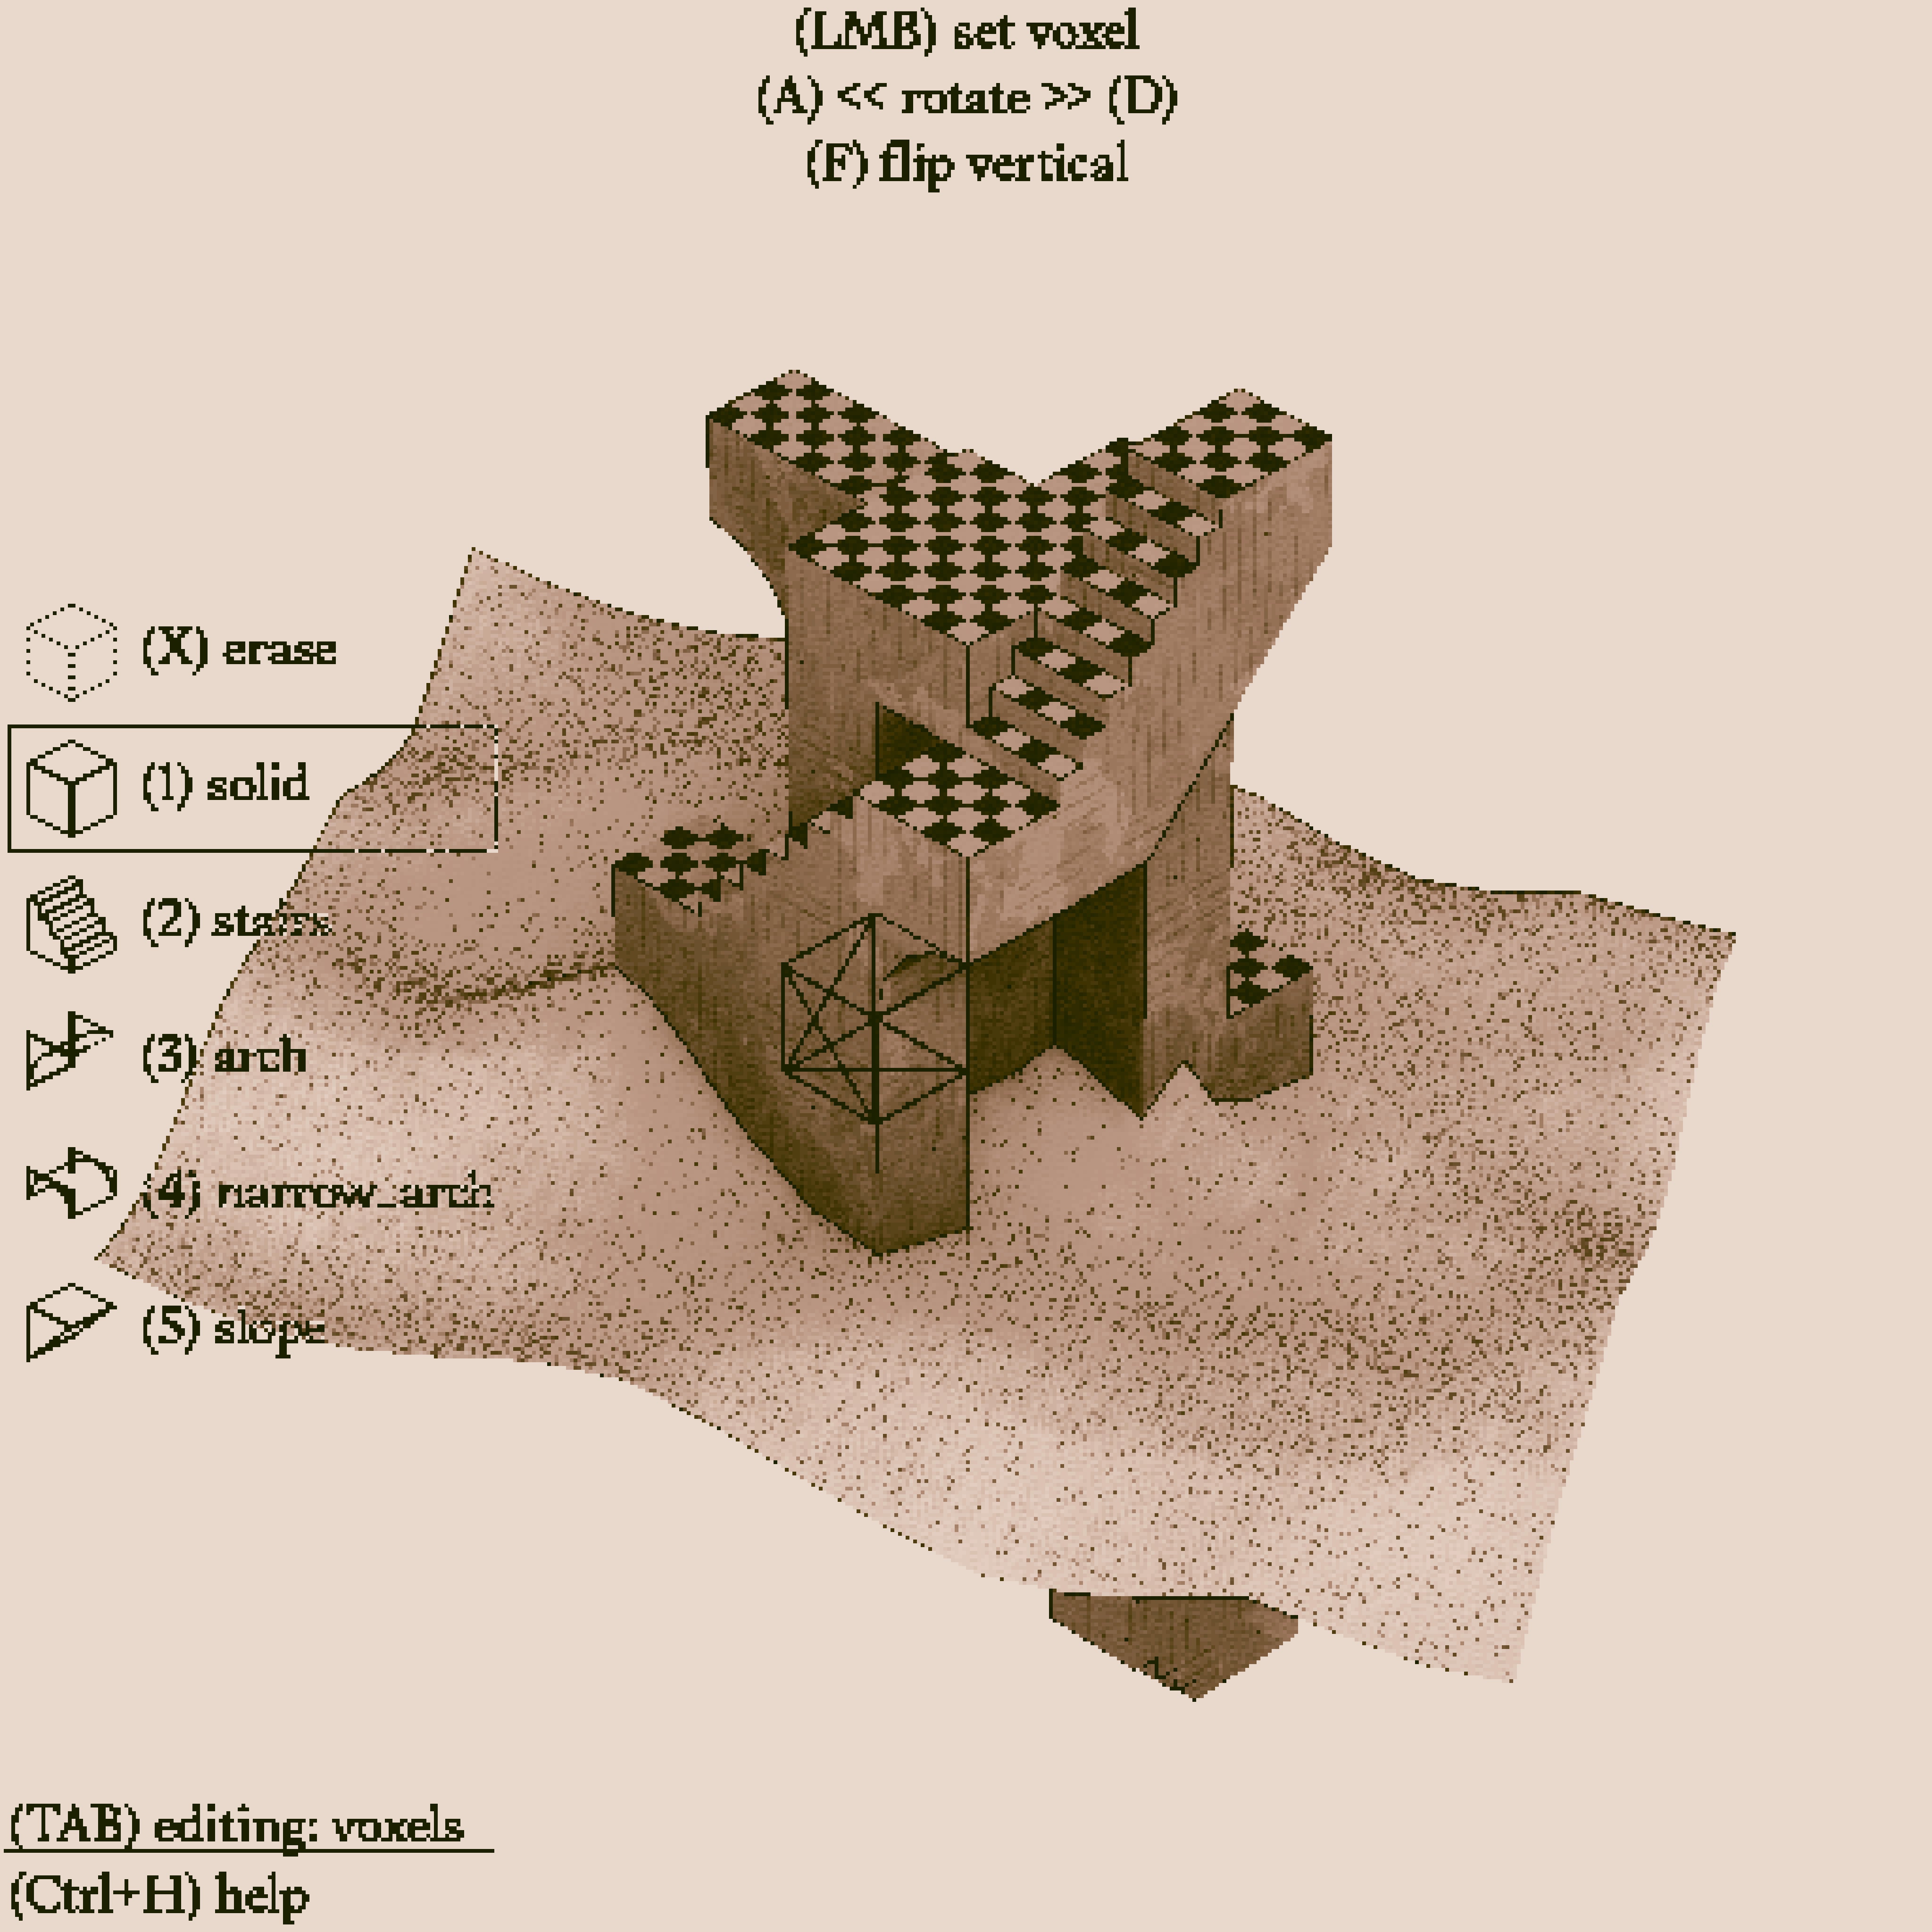 (LMB) set voxel
(A) << rotate >> (D)
(F) flip vertical
(X) erase
(1) solid
(2) stairs
(3) arch
(4) narrow_arch
(5) slope
(TAB) editing: voxels
(Ctrl+H) help